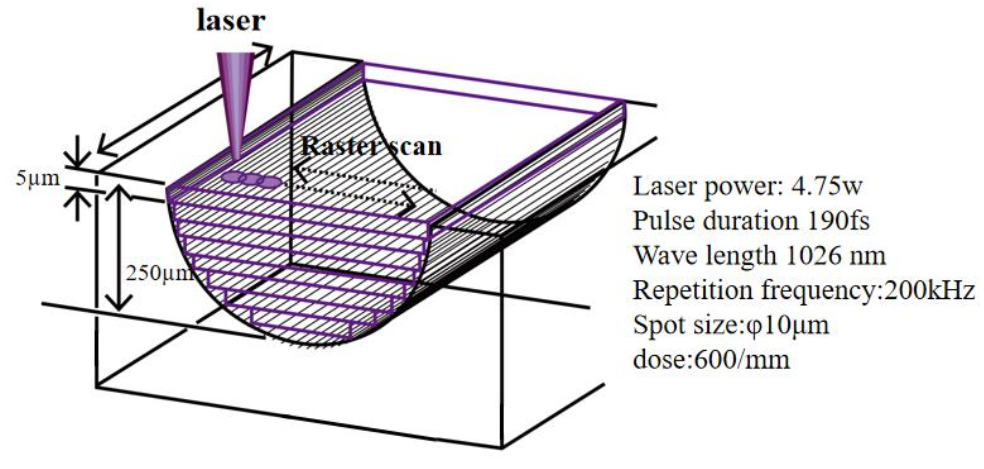 laser
Raster scan
5μm
250μm
Laser power: 4.75w
Pulse duration 190fs
Wave length 1026 nm
Repetition frequency:200kHz
Spot size:φ10μm
dose:600/mm